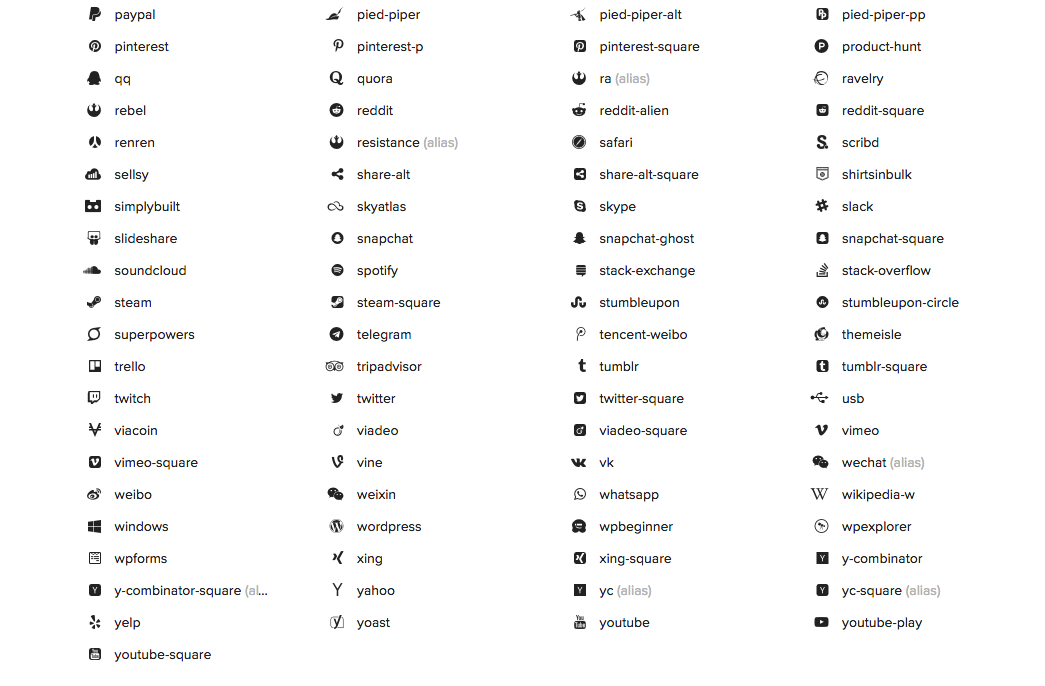 paypal pied-piper pied-piper-alt pied-piper-pp
pinterest pinterest-p pinterest-square product-hunt
qq quora ra (alias) ravelry
rebel reddit reddit-alien reddit-square
renren resistance (alias) safari scribd
sellsy share-alt share-alt-square shirtsinbulk
simplybuilt skyatlas skype slack
slideshare snapchat snapchat-ghost snapchat-square
soundcloud spotify stack-exchange stack-overflow
steam steam-square stumbleupon stumbleupon-circle
superpowers telegram tencent-weibo themeisle
trello tripadvisor tumblr tumblr-square
twitch twitter twitter-square usb
viacoin viadeo viadeo-square vimeo
vimeo-square vine vk wechat (alias)
weibo weixin whatsapp wikipedia-w
windows wordpress wpbeginner wpexplorer
wpforms xing xing-square y-combinator
y-combinator-square (al... yahoo yc (alias) yc-square (alias)
yelp yoast youtube youtube-play
youtube-square